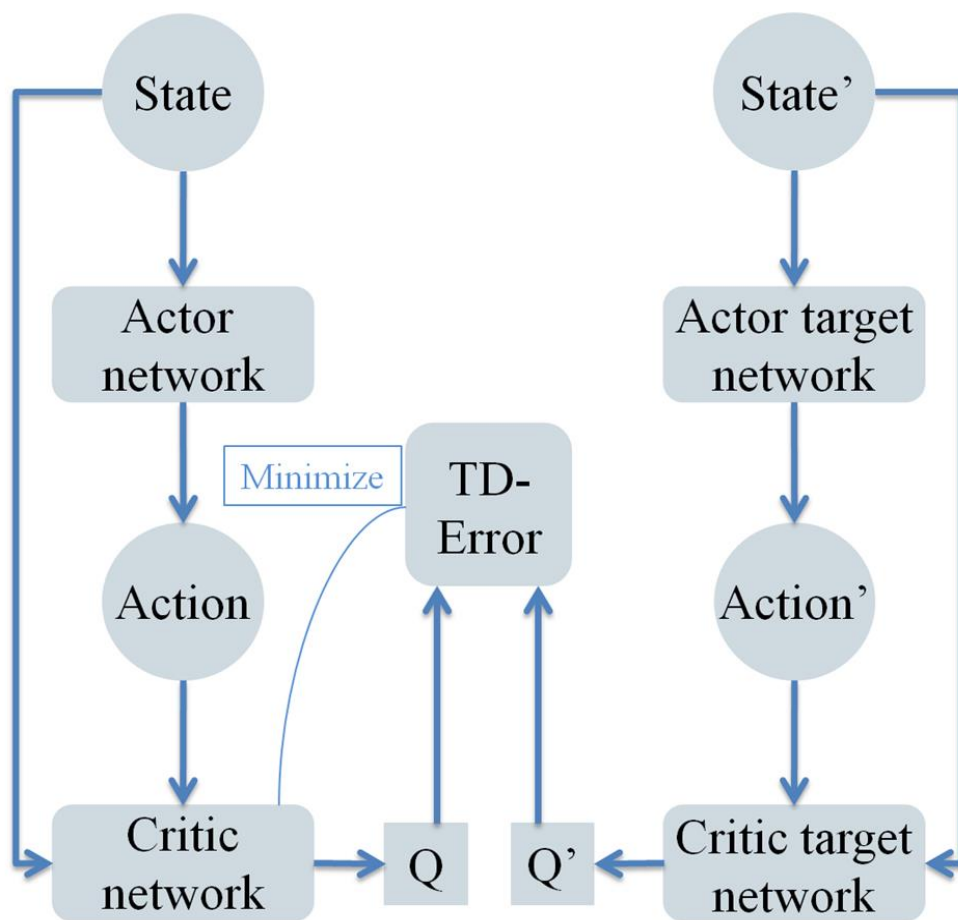 State
State’
Actor
network
Actor target
network
Minimize
TD-
Error
Action
Action’
Critic
network
Q
Q’
Critic target
network